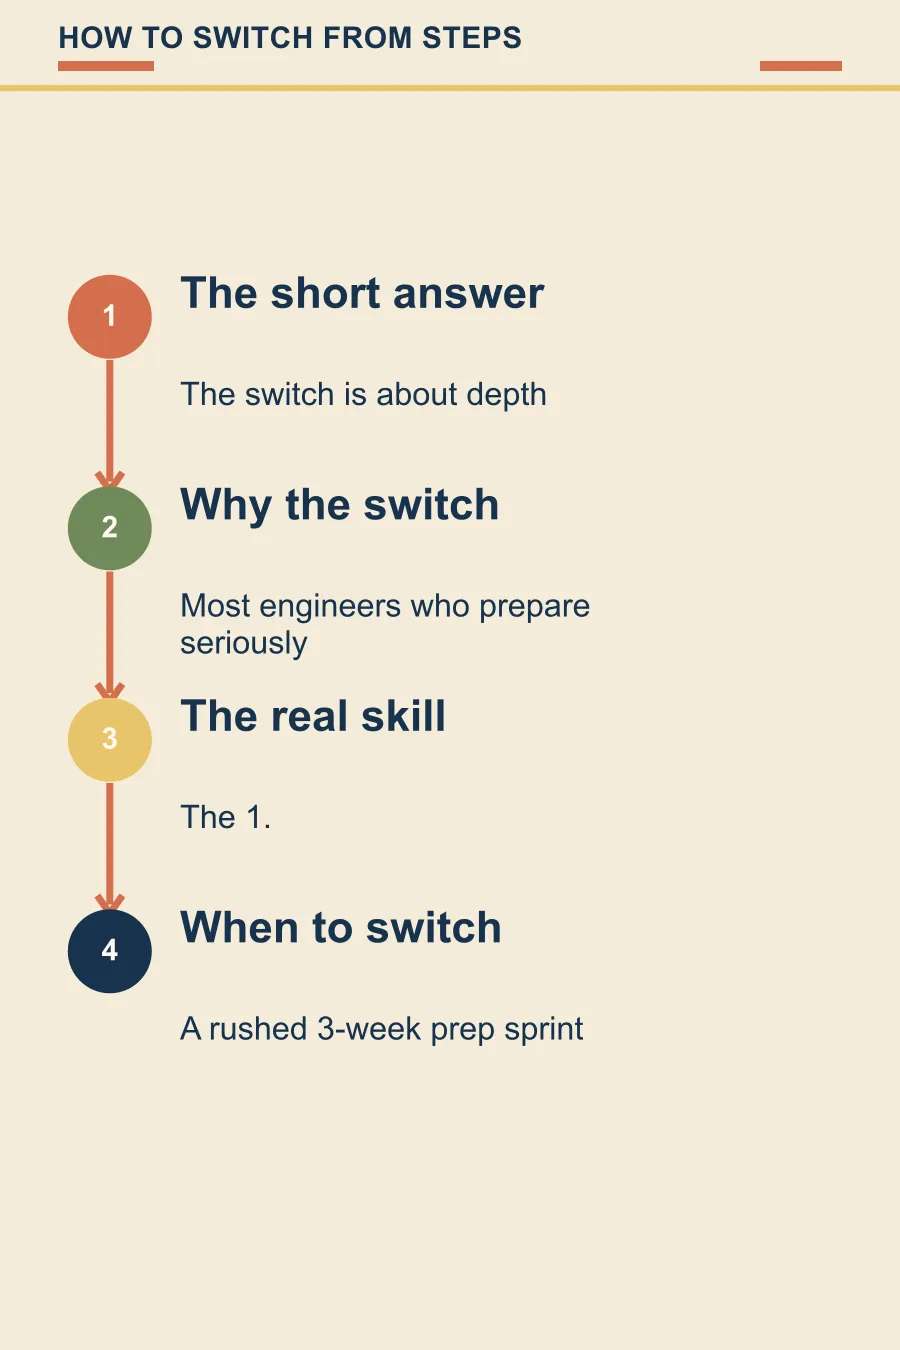 HOW TO SWITCH FROM STEPS
1
The short answer
The switch is about depth
2
Why the switch
Most engineers who prepare
seriously
3
The real skill
The 1.
4
When to switch
A rushed 3-week prep sprint